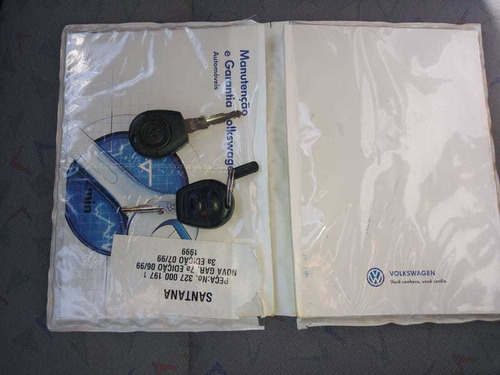 Manutenção
e Garantia Volkswagen
Automóveis
SANTANA
PEÇA:No. 327 000 197 1
NOVA GAR. 7a EDIÇÃO 06/99
3a EDIÇÃO 07/99
1999
VOLKSWAGEN
Você conhece, você confia.